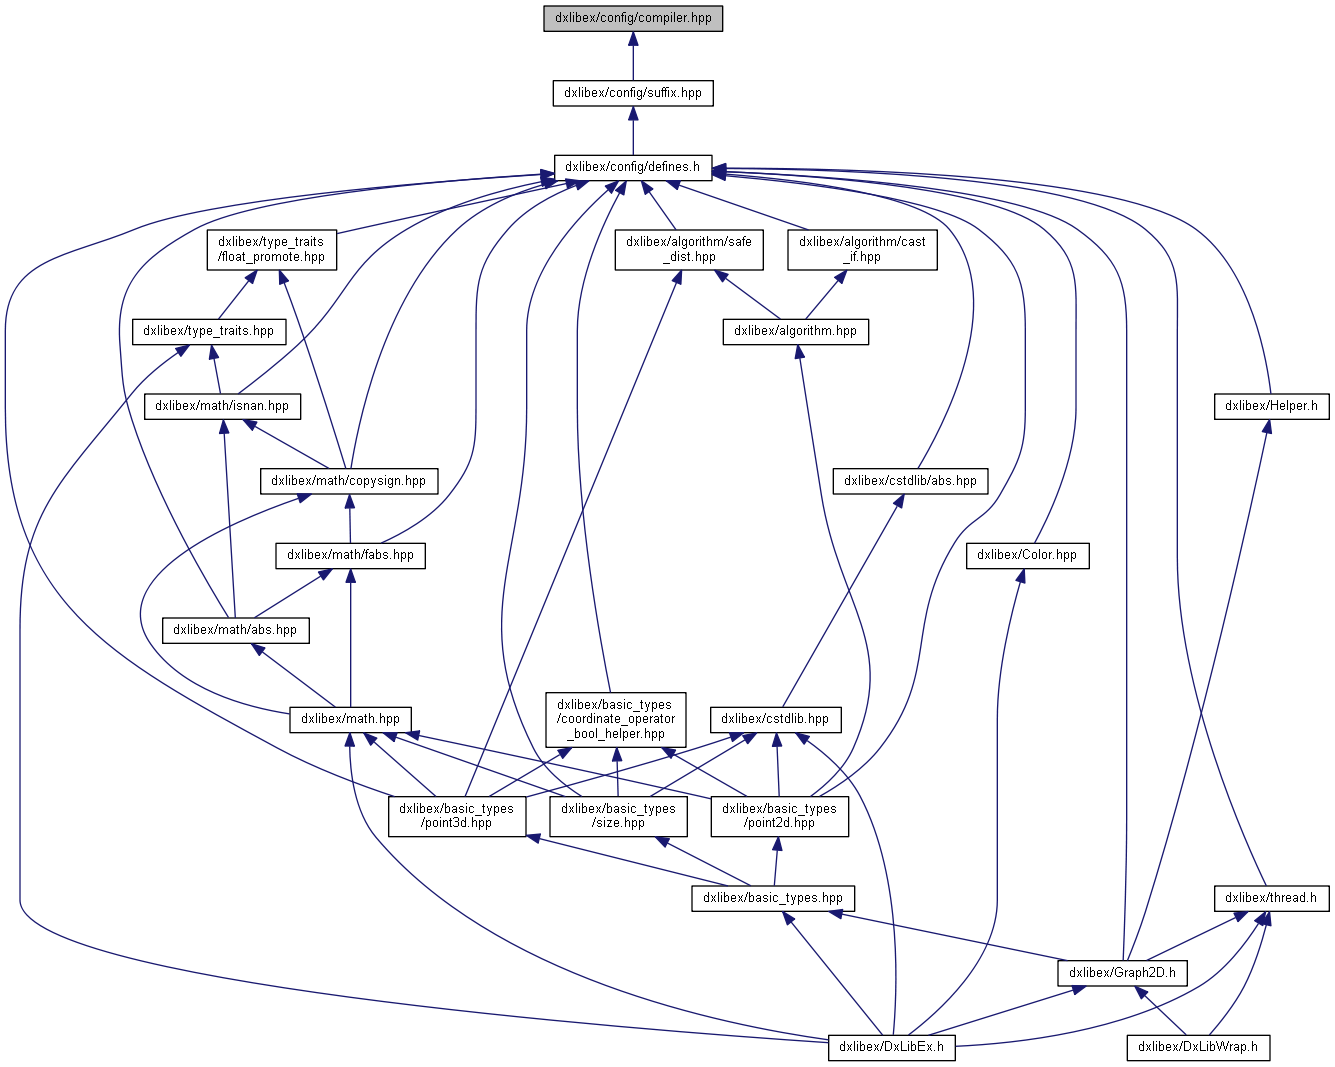 dxlibex/config/compiler.hpp
dxlibex/config/suffix.hpp
dxlibex/config/defines.h
dxlibex/type_traits
/float_promote.hpp
dxlibex/algorithm/safe
_dist.hpp
dxlibex/algorithm/cast
_if.hpp
dxlibex/type_traits.hpp
dxlibex/algorithm.hpp
dxlibex/math/isnan.hpp
dxlibex/Helper.h
dxlibex/math/copysign.hpp
dxlibex/cstdlib/abs.hpp
dxlibex/math/fabs.hpp
dxlibex/Color.hpp
dxlibex/math/abs.hpp
dxlibex/math.hpp
dxlibex/basic_types
/coordinate_operator
_bool_helper.hpp
dxlibex/cstdlib.hpp
dxlibex/basic_types
/point3d.hpp
dxlibex/basic_types
/size.hpp
dxlibex/basic_types
/point2d.hpp
dxlibex/basic_types.hpp
dxlibex/thread.h
dxlibex/Graph2D.h
dxlibex/DxLibEx.h
dxlibex/DxLibWrap.h